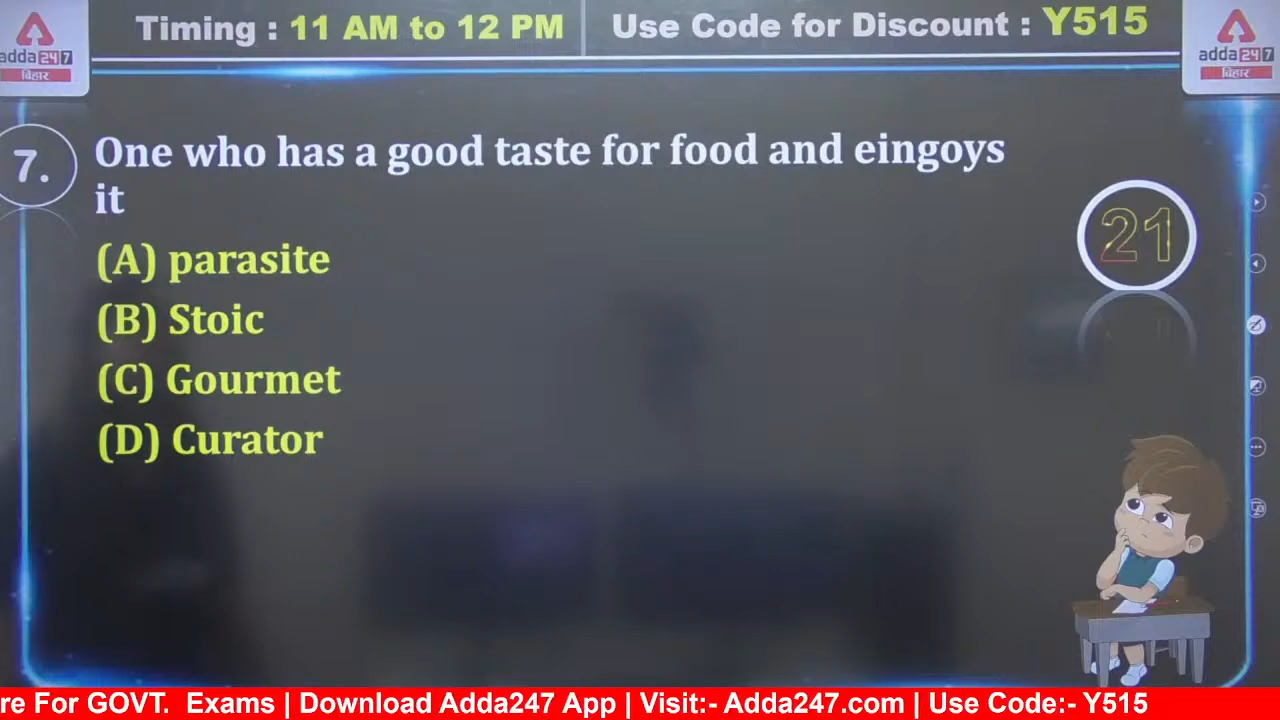 Timing : 11 AM to 12 PM
Use Code for Discount : Y515
adda247
बिहार
adda247
बिहार
7. One who has a good taste for food and eingoys
it
21
(A) parasite
(B) Stoic
(C) Gourmet
(D) Curator
re For GOVT. Exams | Download Adda247 App | Visit:- Adda247.com | Use Code:- Y515